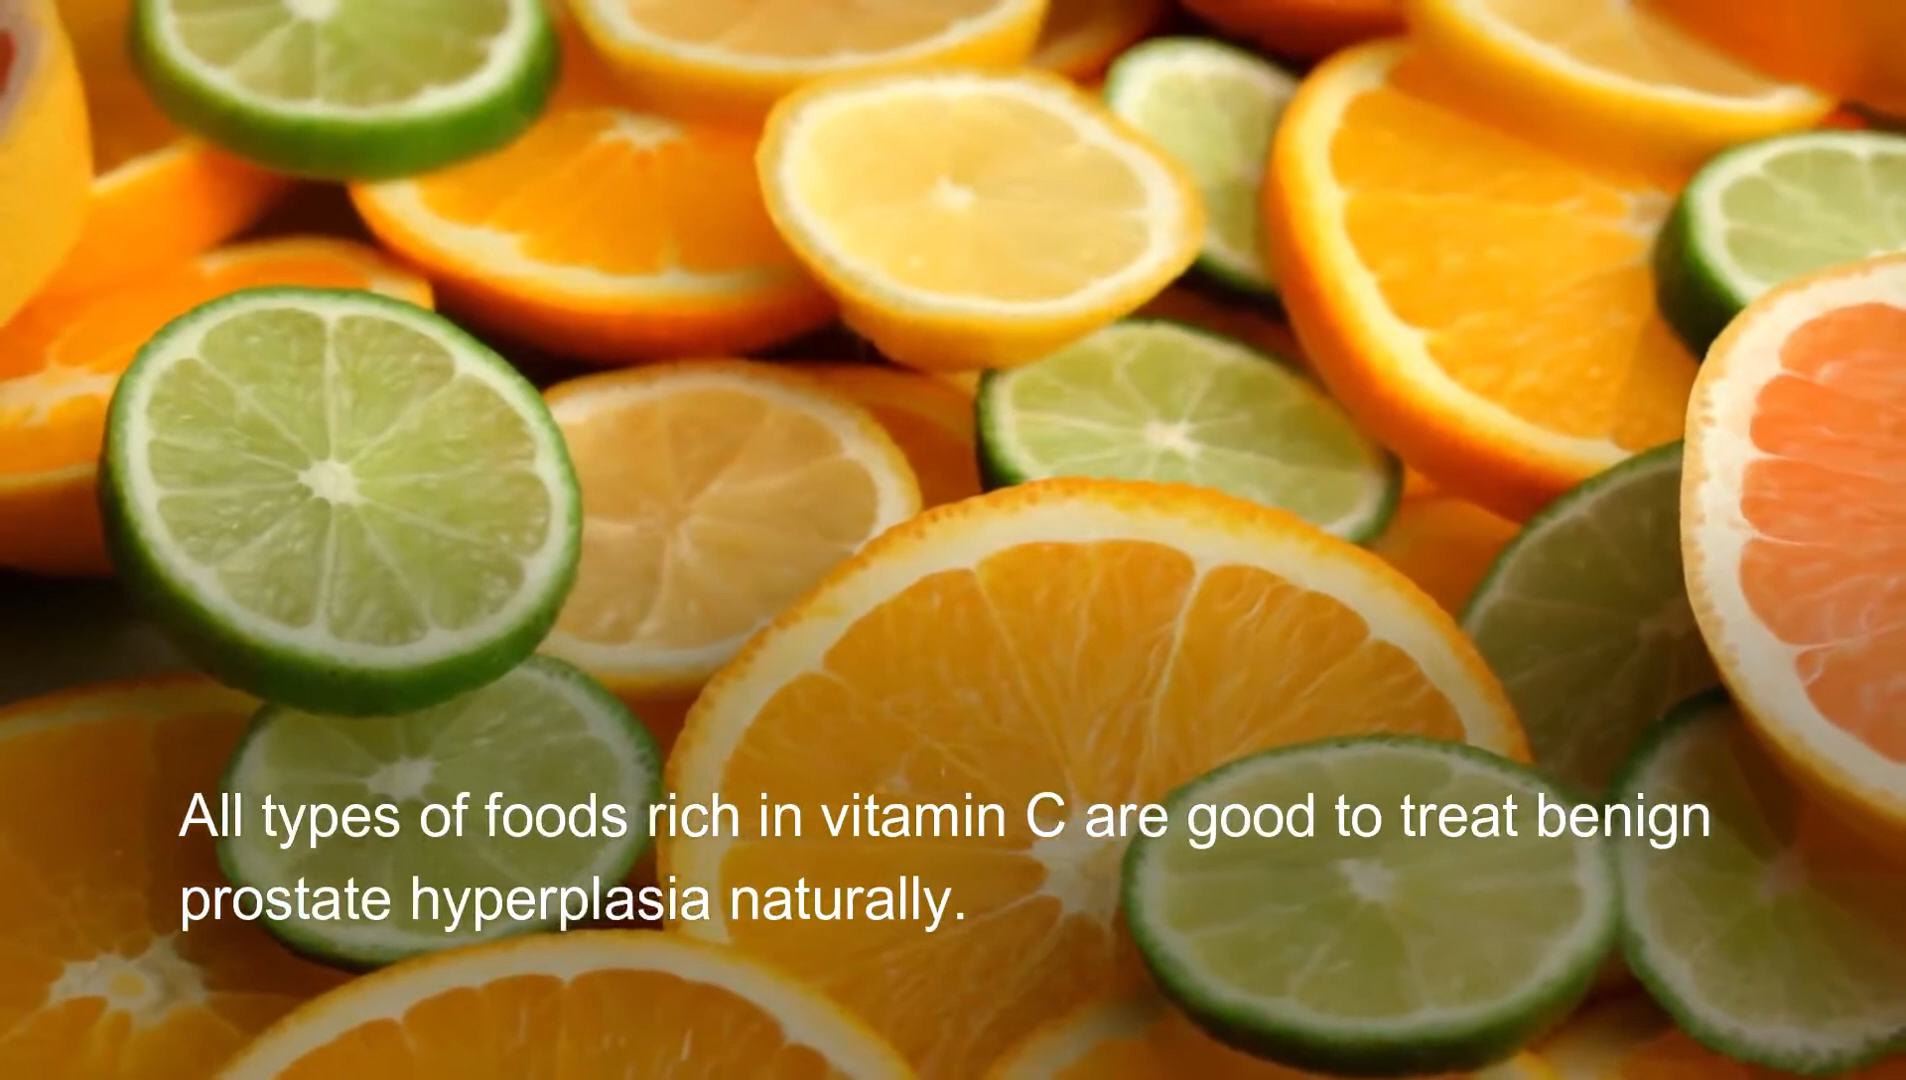 All types of foods rich in vitamin C are good to treat benign
prostate hyperplasia naturally.